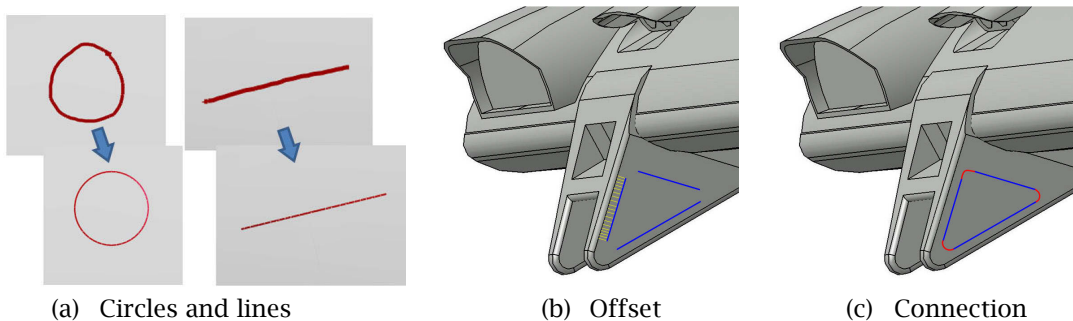 (a) Circles and lines
(b) Offset
(c) Connection